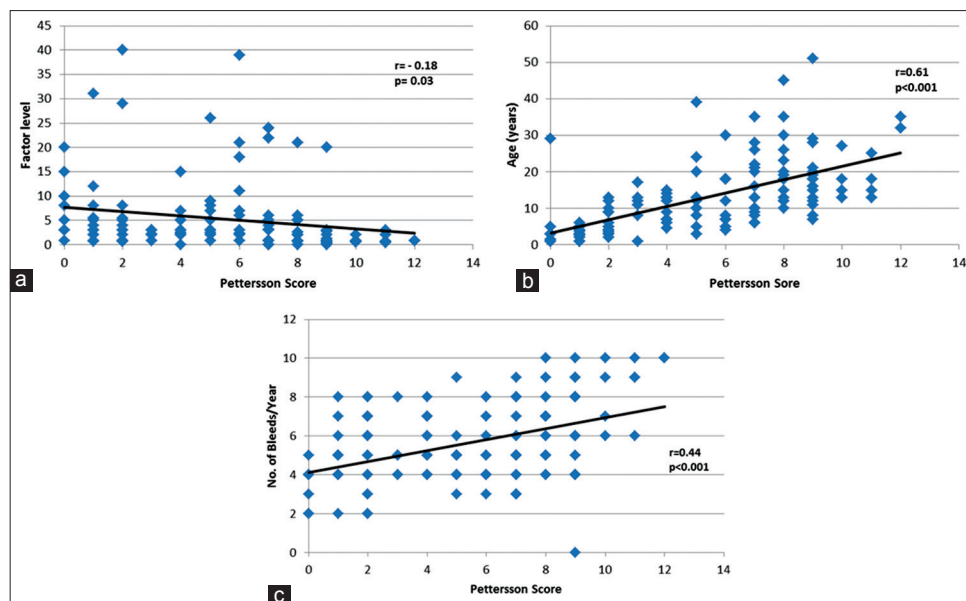 45
40
35
30
25
20
15
10
5
0
Factor level
r= - 0.18
p= 0.03
0 2 4 6 8 10 12 14
Pettersson Score
a
60
50
40
30
20
10
0
Age (years)
r=0.61
p<0.001
0 2 4 6 8 10 12 14
Pettersson Sore
b
12
10
8
6
4
2
0
No. of Bleeds/Year
r=0.44
p<0.001
0 2 4 6 8 10 12 14
Pettersson Score
c